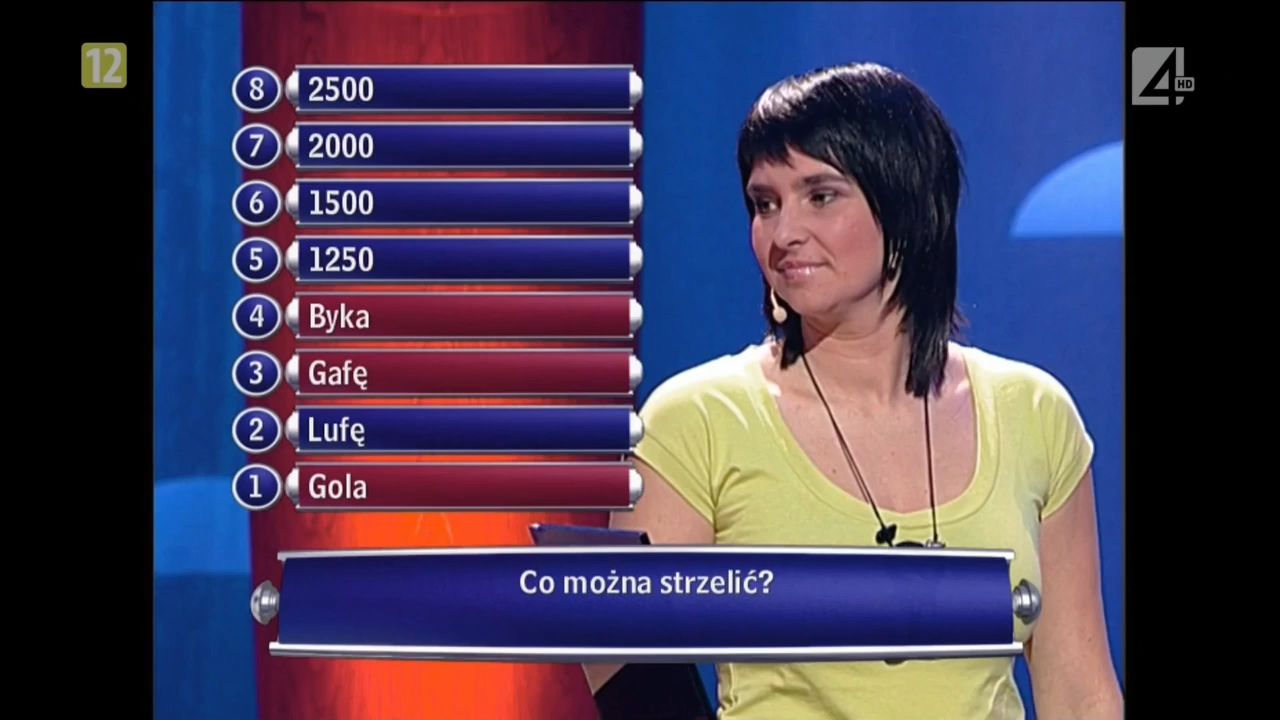 12
4 HD
8 2500
7 2000
6 1500
5 1250
4 Byka
3 Gafę
2 Lufę
1 Gola
Co można strzelić?